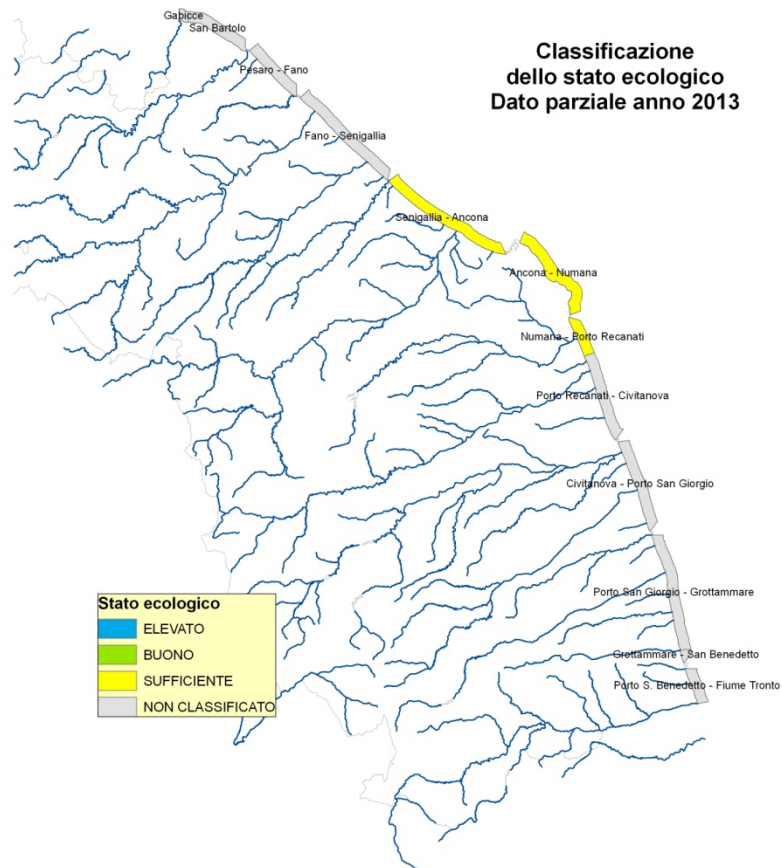 Classificazione
dello stato ecologico
Dato parziale anno 2013
Gabicce
San Bartolo
Pesaro - Fano
Fano - Senigallia
Senigallia - Ancona
Ancona - Numana
Numana - Porto Recanati
Porto Recanati - Civitanova
Civitanova - Porto San Giorgio
Porto San Giorgio - Grottammare
Grottammare - San Benedetto
Porto S. Benedetto - Fiume Tronto
Stato ecologico
ELEVATO
BUONO
SUFFICIENTE
NON CLASSIFICATO